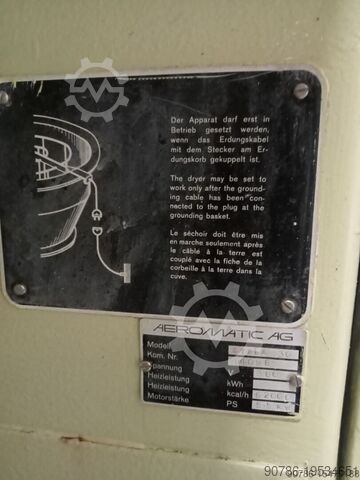 Der Apparat darf erst in
Betrieb gesetzt werden,
wenn das Erdungskabel
mit dem Stecker am Er-
dungskorb gekuppelt ist.
The dryer may be set to
work only after the ground-
ing cable has been con-
nected to the plug at the
grounding basket.
Le séchoir doit être mis
en marche seulement après
le câble à la terre est
couplé avec la fiche de la
corbeille à la terre dans la
cuve.
AEROMATIC AG
Modell
Kom. Nr.
Spannung V
Heizleistung kWh
Heizleistung kcal/h
Motorstärke PS
90786-19534651